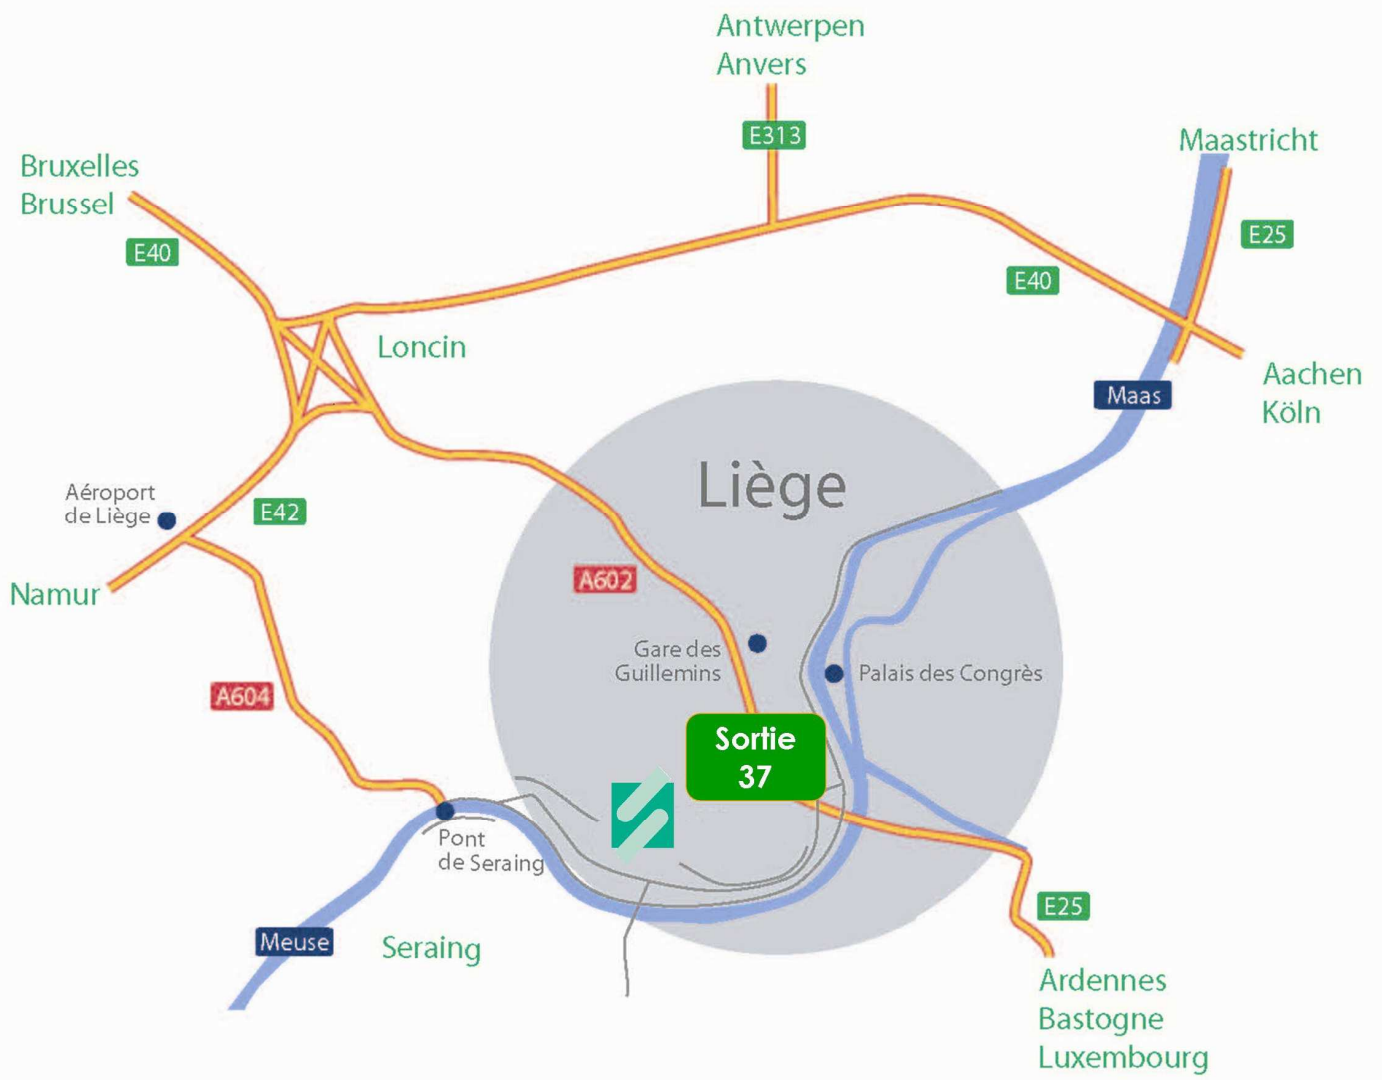 Antwerpen
Anvers
E313
Maastricht
Bruxelles
Brussel
E40
E25
E40
Loncin
Aachen
Köln
Maas
Liège
Aéroport
de Liège
E42
A602
Namur
Gare des
Guillemins
Palais des Congrès
A604
Sortie
37
Pont
de Seraing
E25
Meuse
Seraing
Ardennes
Bastogne
Luxembourg